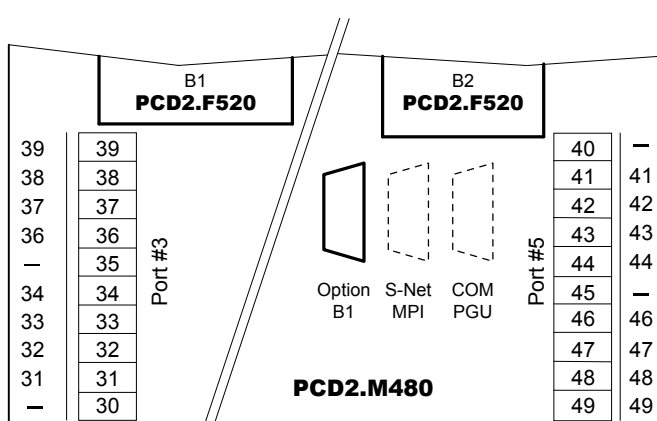 B1
PCD2.F520
B2
PCD2.F520
39 39
38 38
37 37
36 36
– 35
34 34
33 33
32 32
31 31
– 30
Port #3
Option
B1
S-Net
MPI
COM
PGU
Port #5
40 –
41 41
42 42
43 43
44 44
45 –
46 46
47 47
48 48
49 49
PCD2.M480